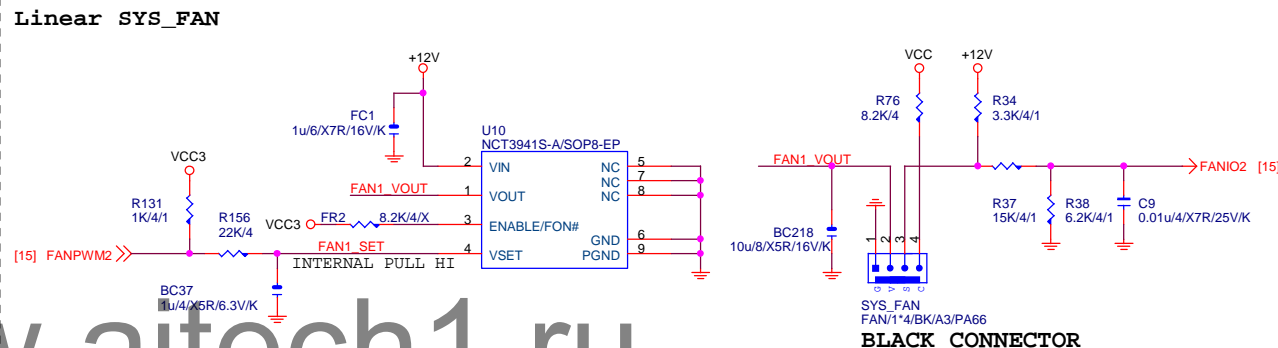 Linear SYS_FAN
+12V
FC1
1u/6/X7R/16V/K
U10
NCT3941S-A/SOP8-EP
2 VIN
1 VOUT
3 ENABLE/FON#
4 VSET
NC 5
NC 7
NC 8
GND 6
PGND 9
FAN1_VOUT
VCC3
R131
1K/4/1
R156
22K/4
VCC3 FR2 8.2K/4/X
FAN1_SET
INTERNAL PULL HI
[15] FANPWM2
BC37
1u/4/X5R/6.3V/K
VCC +12V
R76
8.2K/4
R34
3.3K/4/1
FAN1_VOUT
FANIO2 [15]
R37
15K/4/1
R38
6.2K/4/1
C9
0.01u/4/X7R/25V/K
BC218
10u/8/X5R/16V/K
1 2 3 4
G V S C
SYS_FAN
FAN/1*4/BK/A3/PA66
BLACK CONNECTOR
w.aitech1.ru